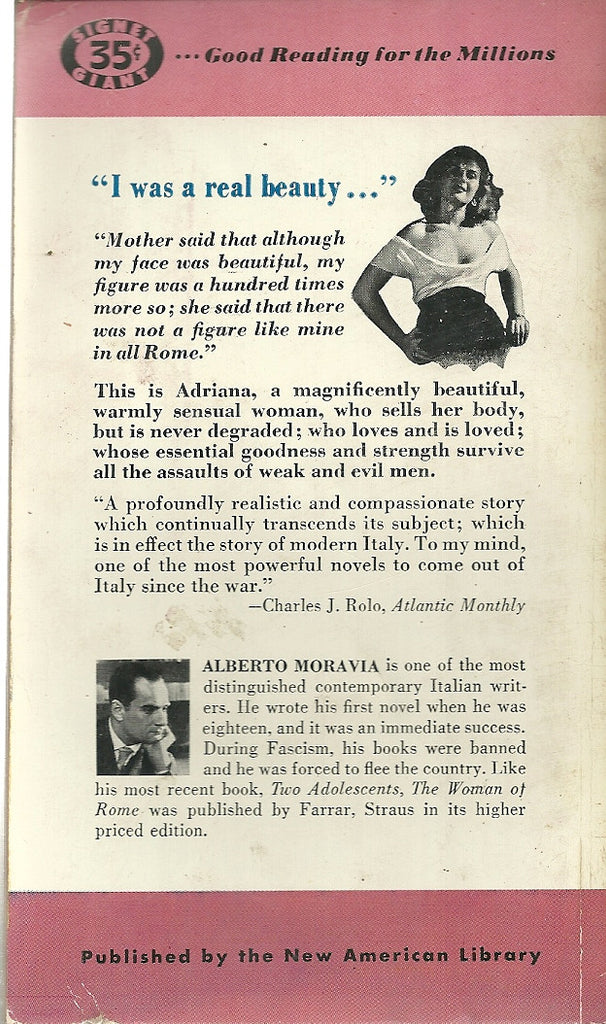 SIGNET
35¢
GIANT
... Good Reading for the Millions
“I was a real beauty...”
“Mother said that although
my face was beautiful, my
figure was a hundred times
more so; she said that there
was not a figure like mine
in all Rome.”
This is Adriana, a magnificently beautiful,
warmly sensual woman, who sells her body,
but is never degraded; who loves and is loved;
whose essential goodness and strength survive
all the assaults of weak and evil men.
“A profoundly realistic and compassionate story
which continually transcends its subject; which
is in effect the story of modern Italy. To my mind,
one of the most powerful novels to come out of
Italy since the war.”
—Charles J. Rolo, Atlantic Monthly
ALBERTO MORAVIA is one of the most
distinguished contemporary Italian writ-
ers. He wrote his first novel when he was
eighteen, and it was an immediate success.
During Fascism, his books were banned
and he was forced to flee the country. Like
his most recent book, Two Adolescents, The Woman of
Rome was published by Farrar, Straus in its higher
priced edition.
Published by the New American Library